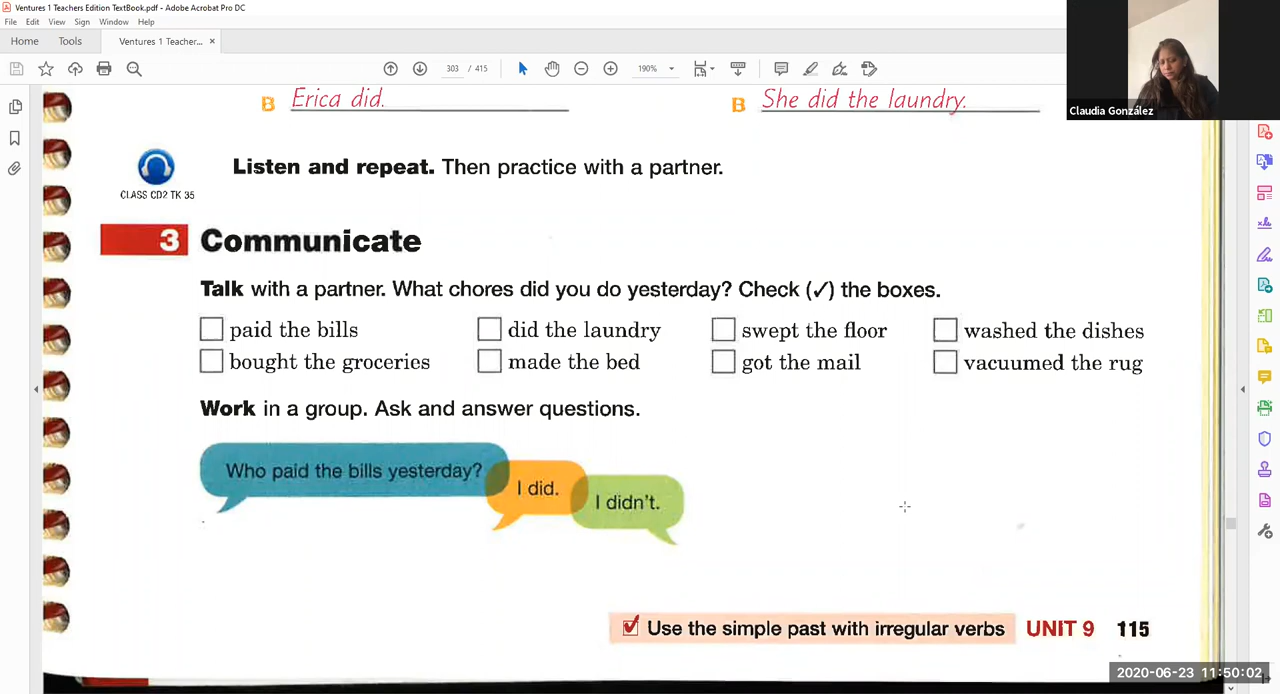 Ventures 1 Teachers Edition TextBook.pdf - Adobe Acrobat Pro DC
File Edit View Sign Window Help
Home Tools Ventures 1 Teacher... ×
303 / 415 190%
Claudia González
B Erica did. B She did the laundry.
CLASS CD2 TK 35
Listen and repeat. Then practice with a partner.
3 Communicate
Talk with a partner. What chores did you do yesterday? Check (✓) the boxes.
paid the bills did the laundry swept the floor washed the dishes
bought the groceries made the bed got the mail vacuumed the rug
Work in a group. Ask and answer questions.
Who paid the bills yesterday?
I did.
I didn't.
Use the simple past with irregular verbs UNIT 9 115
2020-06-23 11:50:02